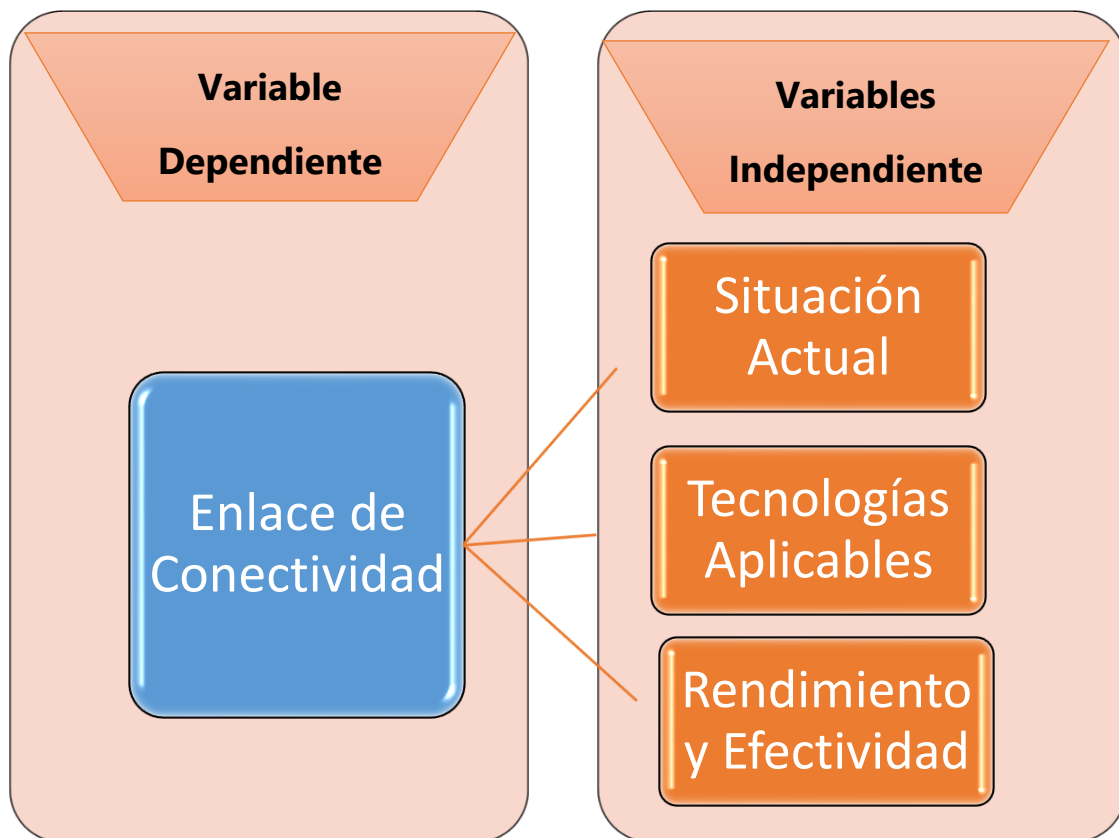 Variable
Dependiente
Enlace de
Conectividad
Variables
Independiente
Situación
Actual
Tecnologías
Aplicables
Rendimiento
y Efectividad